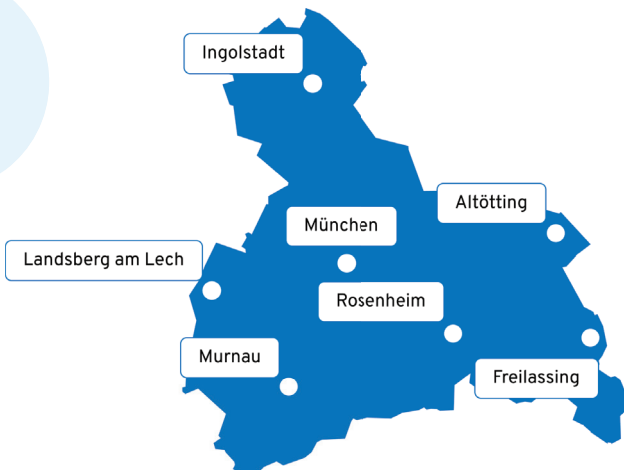 Ingolstadt
Altötting
München
Landsberg am Lech
Rosenheim
Murnau
Freilassing